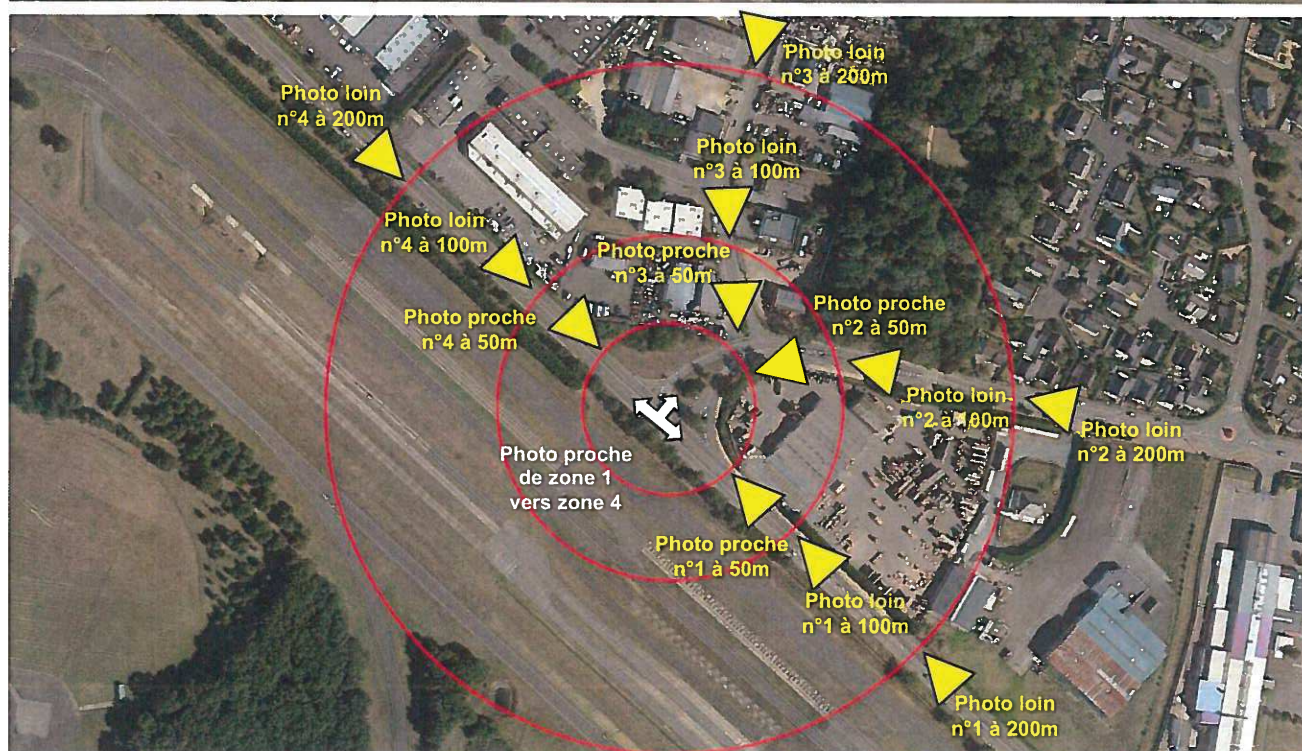 Photo loin
n°3 à 200m
Photo loin
n°4 à 200m
Photo loin
n°3 à 100m
Photo loin
n°4 à 100m
Photo proche
n°3 à 50m
Photo proche
n°2 à 50m
Photo proche
n°4 à 50m
Photo loin
n°2 à 100m
Photo loin
n°2 à 200m
Photo proche
de zone 1
vers zone 4
Photo proche
n°1 à 50m
Photo loin
n°1 à 100m
Photo loin
n°1 à 200m